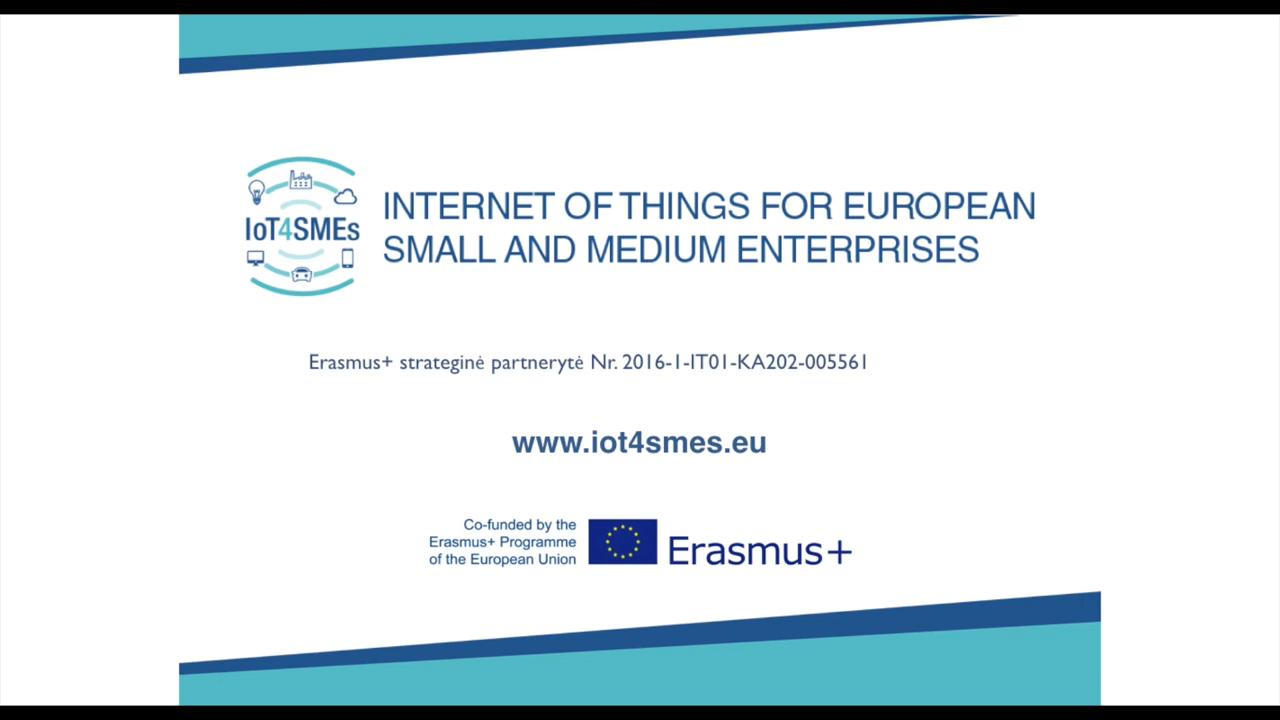 IoT4SMEs
INTERNET OF THINGS FOR EUROPEAN
SMALL AND MEDIUM ENTERPRISES
Erasmus+ strateginė partnerytė Nr. 2016-1-IT01-KA202-005561
www.iot4smes.eu
Co-funded by the
Erasmus+ Programme
of the European Union
Erasmus+